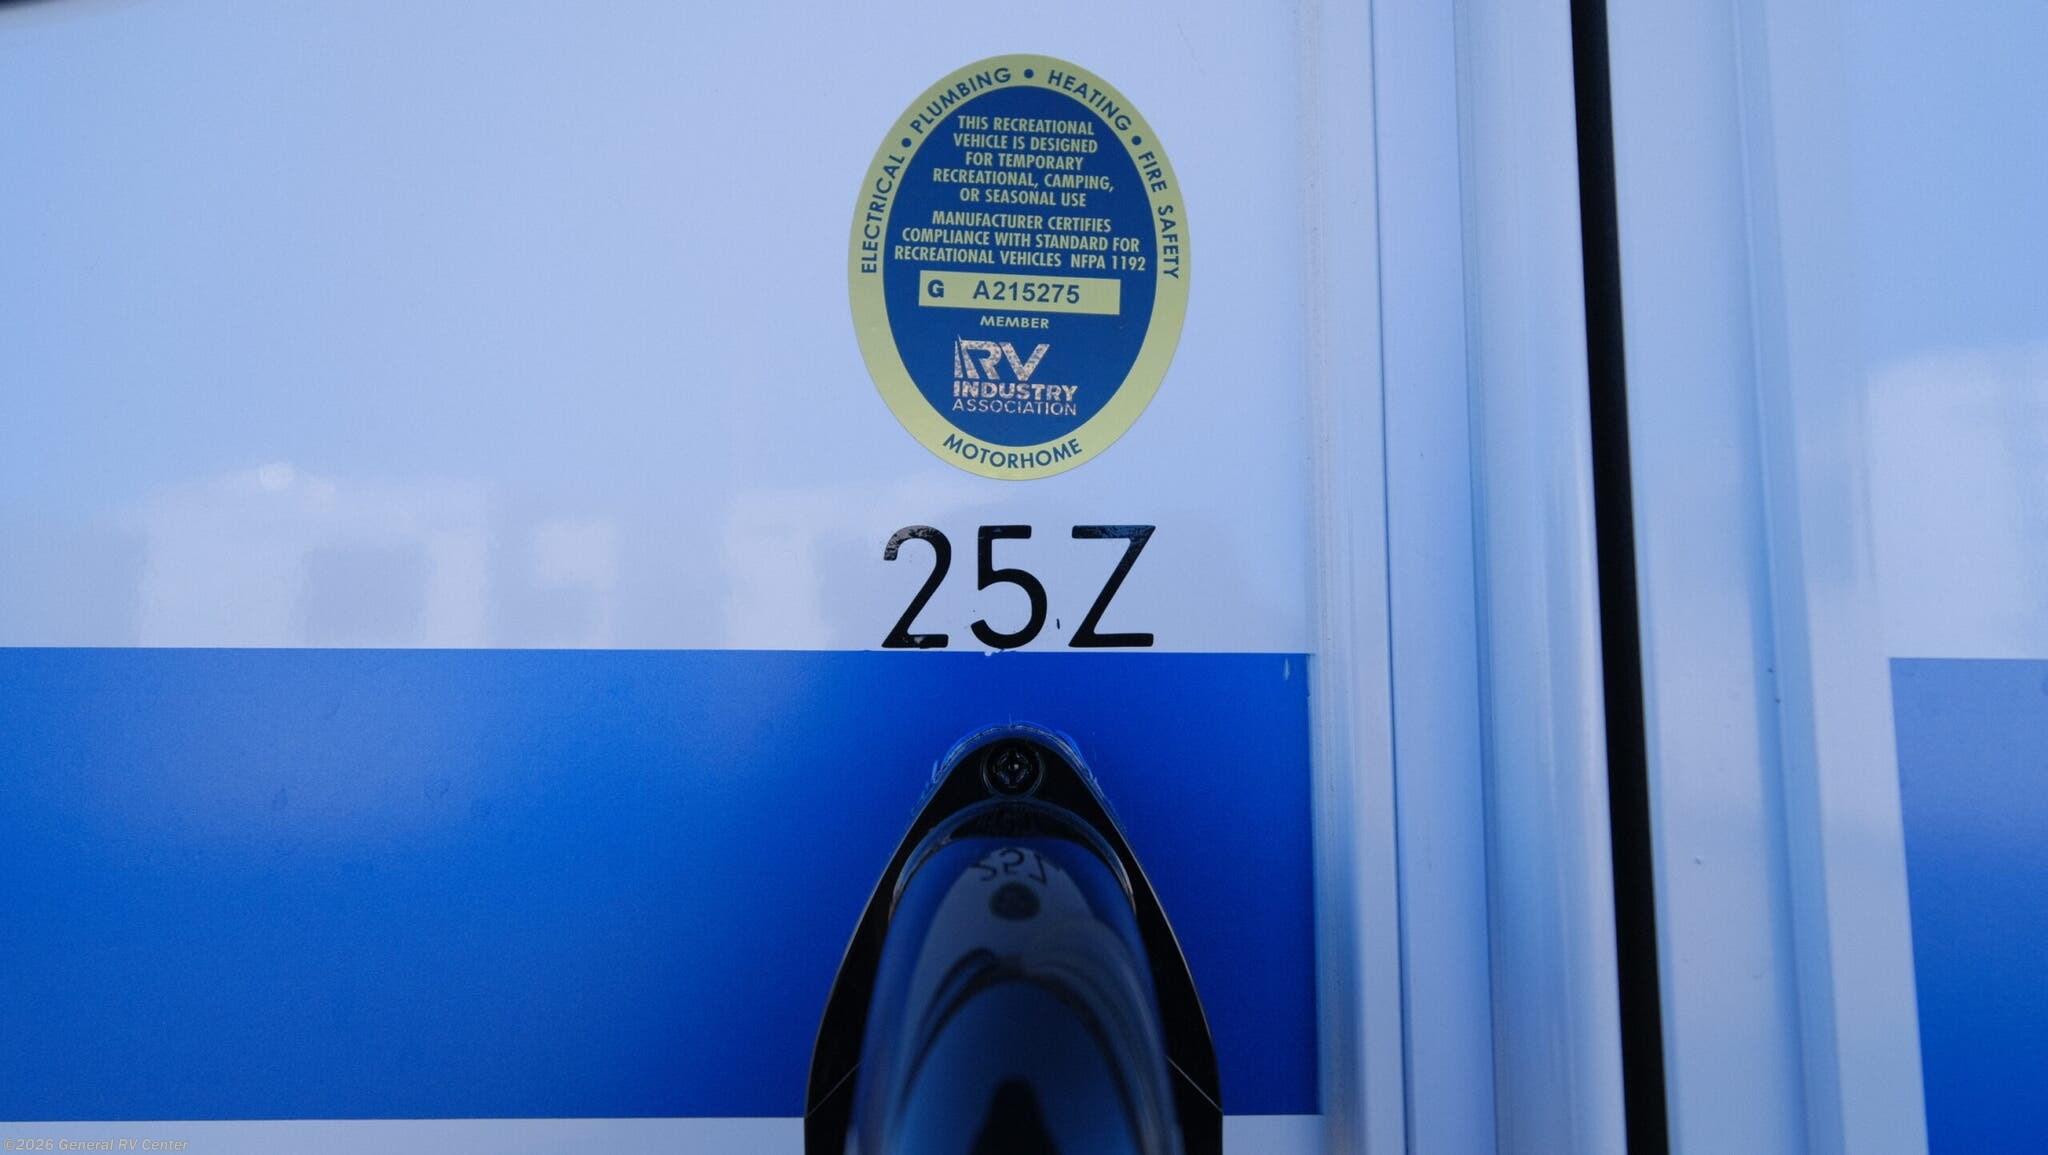 ELECTRICAL • PLUMBING • HEATING • FIRE SAFETY
THIS RECREATIONAL
VEHICLE IS DESIGNED
FOR TEMPORARY
RECREATIONAL, CAMPING,
OR SEASONAL USE
MANUFACTURER CERTIFIES
COMPLIANCE WITH STANDARD FOR
RECREATIONAL VEHICLES NFPA 1192
G A215275
MEMBER
RV
INDUSTRY
ASSOCIATION
MOTORHOME
25Z
©2026 General RV Center